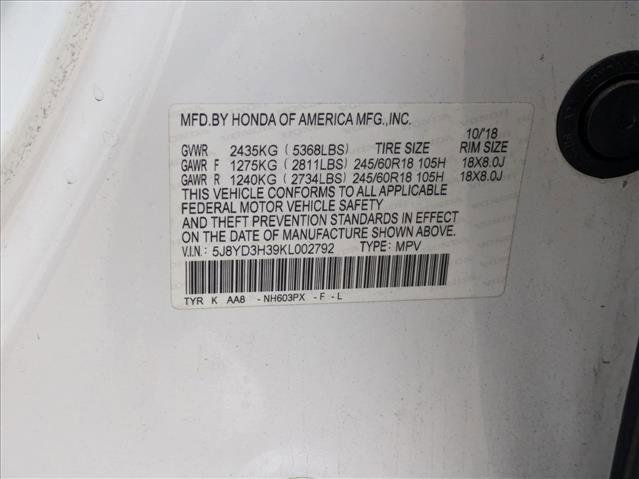 MFD.BY HONDA OF AMERICA MFG.,INC.
10/'18
GVWR 2435KG ( 5368LBS) TIRE SIZE RIM SIZE
GAWR F 1275KG ( 2811LBS) 245/60R18 105H 18X8.0J
GAWR R 1240KG ( 2734LBS) 245/60R18 105H 18X8.0J
THIS VEHICLE CONFORMS TO ALL APPLICABLE
FEDERAL MOTOR VEHICLE SAFETY
AND THEFT PREVENTION STANDARDS IN EFFECT
ON THE DATE OF MANUFACTURE SHOWN ABOVE.
V.I.N.: 5J8YD3H39KL002792 TYPE: MPV
TYR K AA8 -NH603PX -F -L